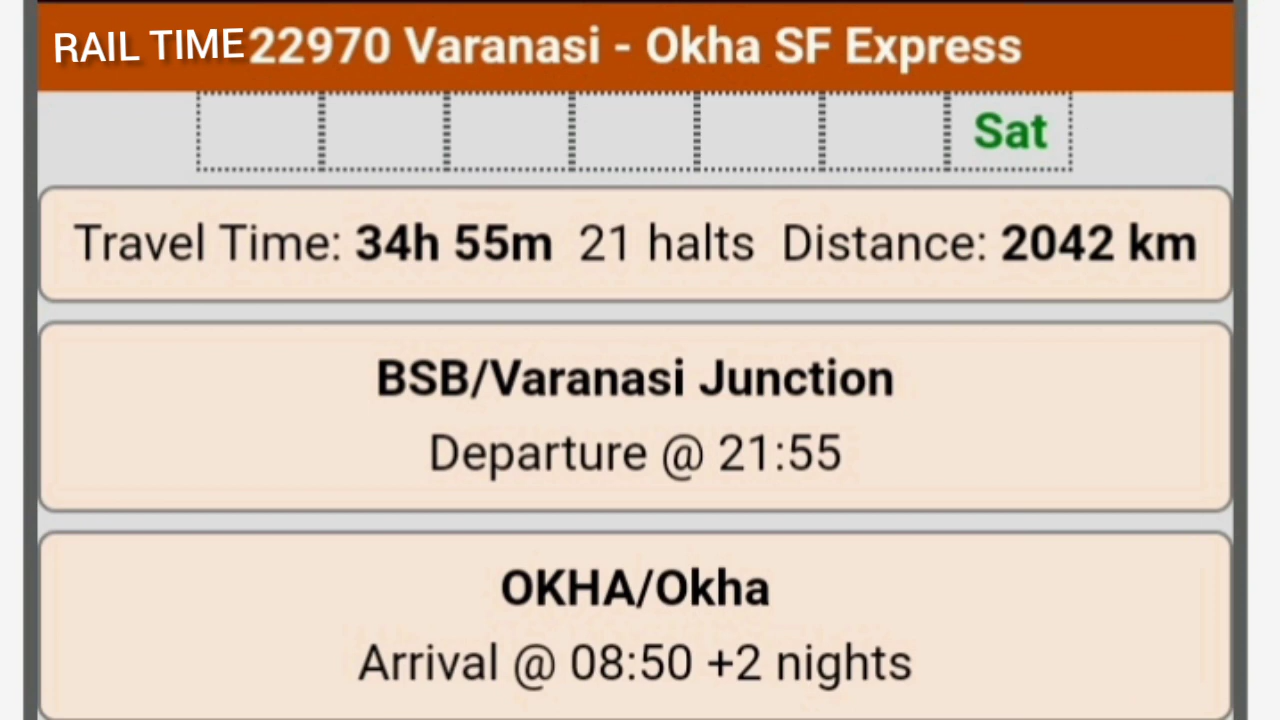 RAIL TIME 22970 Varanasi - Okha SF Express
Sat
Travel Time: 34h 55m 21 halts Distance: 2042 km
BSB/Varanasi Junction
Departure @ 21:55
OKHA/Okha
Arrival @ 08:50 +2 nights